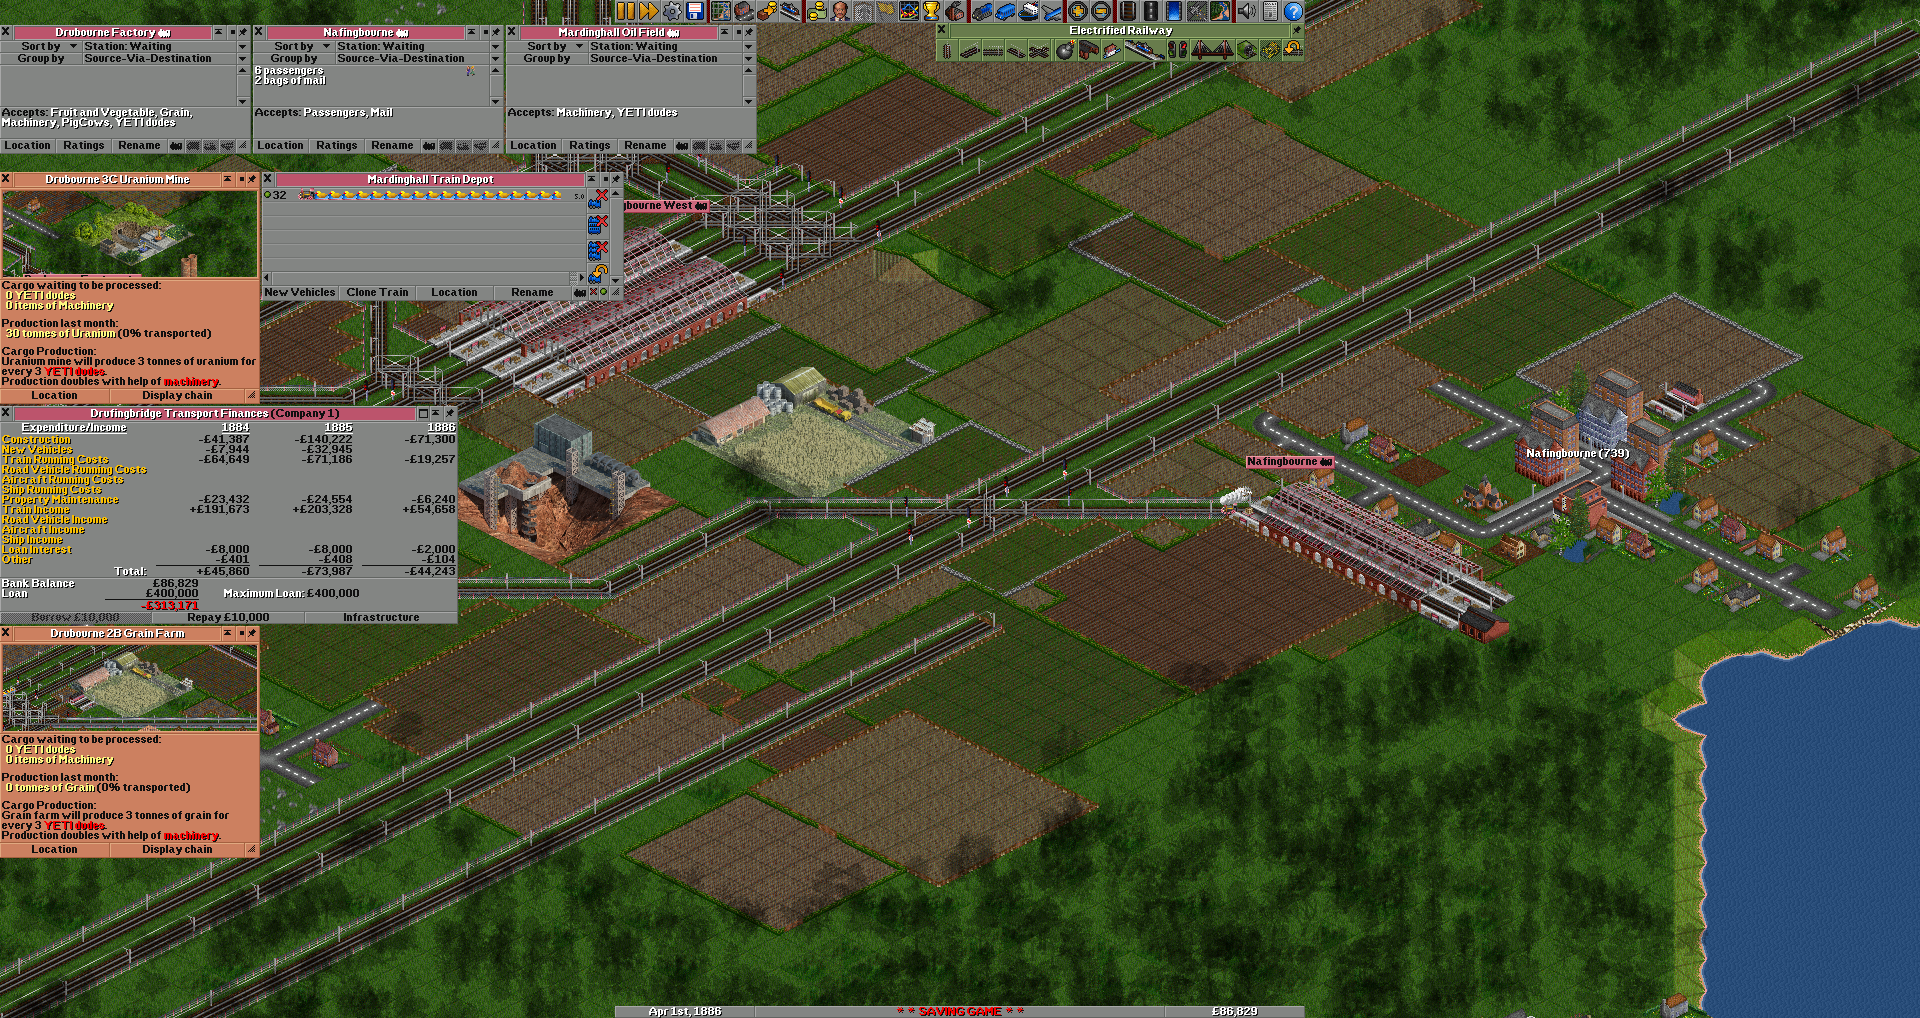 Electrified Railway
Drubourne Factory
Sort by
Station: Waiting
Group by
Source-Via-Destination
Accepts: Fruit and Vegetable, Grain,
Machinery, PigCows, YETI dudes
Location
Ratings
Rename
Nafingbourne
Sort by
Station: Waiting
Group by
Source-Via-Destination
6 passengers
2 bags of mail
Accepts: Passengers, Mail
Location
Ratings
Rename
Mardinghall Oil Field
Sort by
Station: Waiting
Group by
Source-Via-Destination
Accepts: Machinery, YETI dudes
Location
Ratings
Rename
Drubourne 3C Uranium Mine
Cargo waiting to be processed:
0 YETI dudes
0 items of Machinery
Production last month:
30 tonnes of Uranium (0% transported)
Cargo Production:
Uranium mine will produce 3 tonnes of uranium for
every 3 YETI dudes.
Production doubles with help of machinery.
Location
Display chain
Mardinghall Train Depot
32
5.0
New Vehicles
Clone Train
Location
Rename
gbourne West
Drufingbridge Transport Finances (Company 1)
Expenditure/Income 1884 1885 1886
Construction -£41,387 -£140,222 -£71,300
New Vehicles -£7,944 -£32,945
Train Running Costs -£64,649 -£71,186 -£19,257
Road Vehicle Running Costs
Aircraft Running Costs
Ship Running Costs
Property Maintenance -£23,432 -£24,554 -£6,240
Train Income +£191,673 +£203,328 +£54,658
Road Vehicle Income
Aircraft Income
Ship Income
Loan Interest -£8,000 -£8,000 -£2,000
Other -£401 -£408 -£104
Total: +£45,860 -£73,987 -£44,243
Bank Balance £86,829
Loan £400,000 Maximum Loan: £400,000
-£313,171
Borrow £10,000
Repay £10,000
Infrastructure
Drubourne 2B Grain Farm
Cargo waiting to be processed:
0 YETI dudes
0 items of Machinery
Production last month:
0 tonnes of Grain (0% transported)
Cargo Production:
Grain farm will produce 3 tonnes of grain for
every 3 YETI dudes.
Production doubles with help of machinery.
Location
Display chain
Nafingbourne
Nafingbourne (739)
Apr 1st, 1886
* * SAVING GAME * *
£86,829